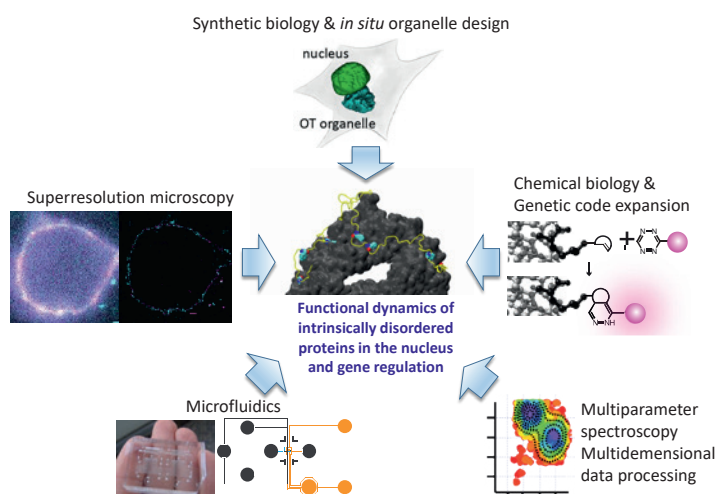 Synthetic biology & in situ organelle design
nucleus
OT organelle
Superresolution microscopy
Chemical biology &
Genetic code expansion
N=N
N=N
N-NH
Functional dynamics of
intrinsically disordered
proteins in the nucleus
and gene regulation
Microfluidics
Multiparameter
spectroscopy
Multidemensional
data processing